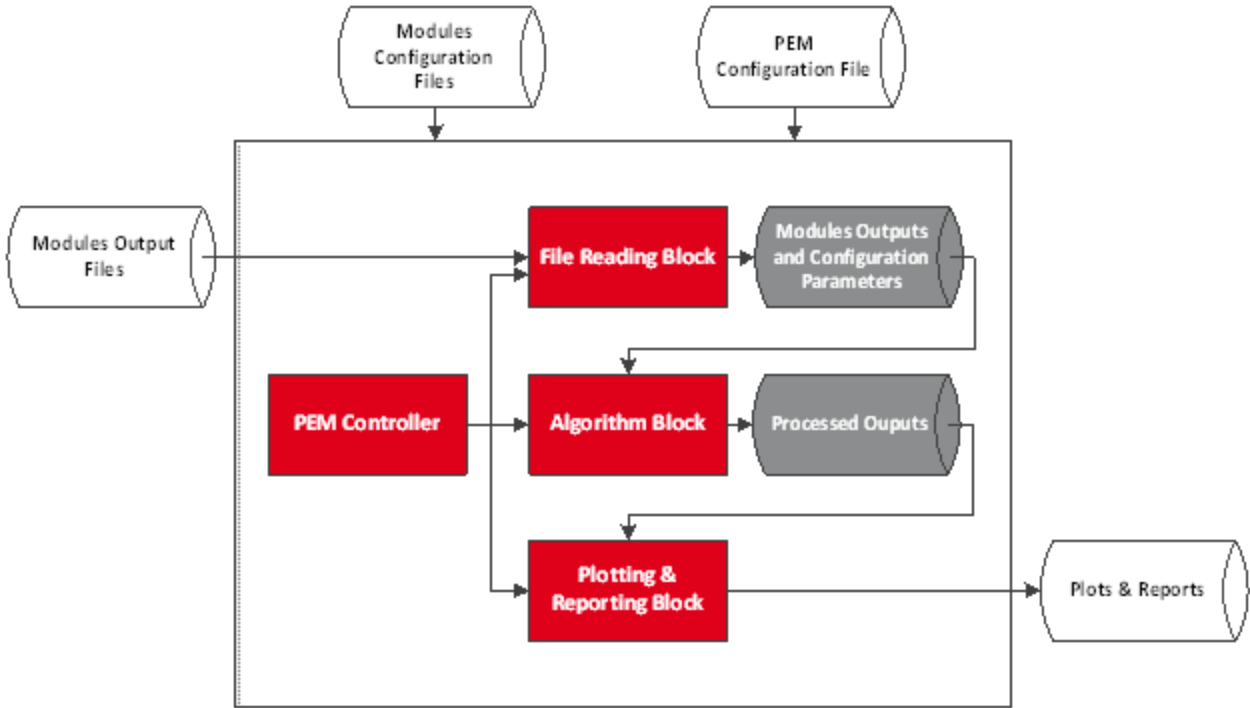 Modules
Configuration
Files
PEM
Configuration File
Modules Output
Files
File Reading Block
Modules Outputs
and Configuration
Parameters
PEM Controller
Algorithm Block
Processed Ouputs
Plotting &
Reporting Block
Plots & Reports